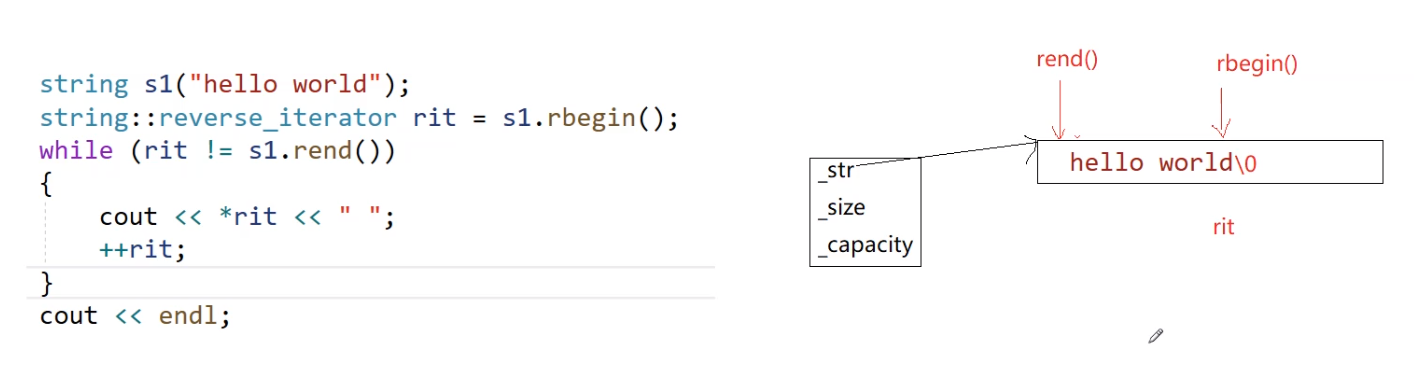 string s1("hello world");
string::reverse_iterator rit = s1.rbegin();
while (rit != s1.rend())
{
    cout << *rit << " ";
    ++rit;
}
cout << endl;
rend()
rbegin()
hello world\0
_str
_size
_capacity
rit